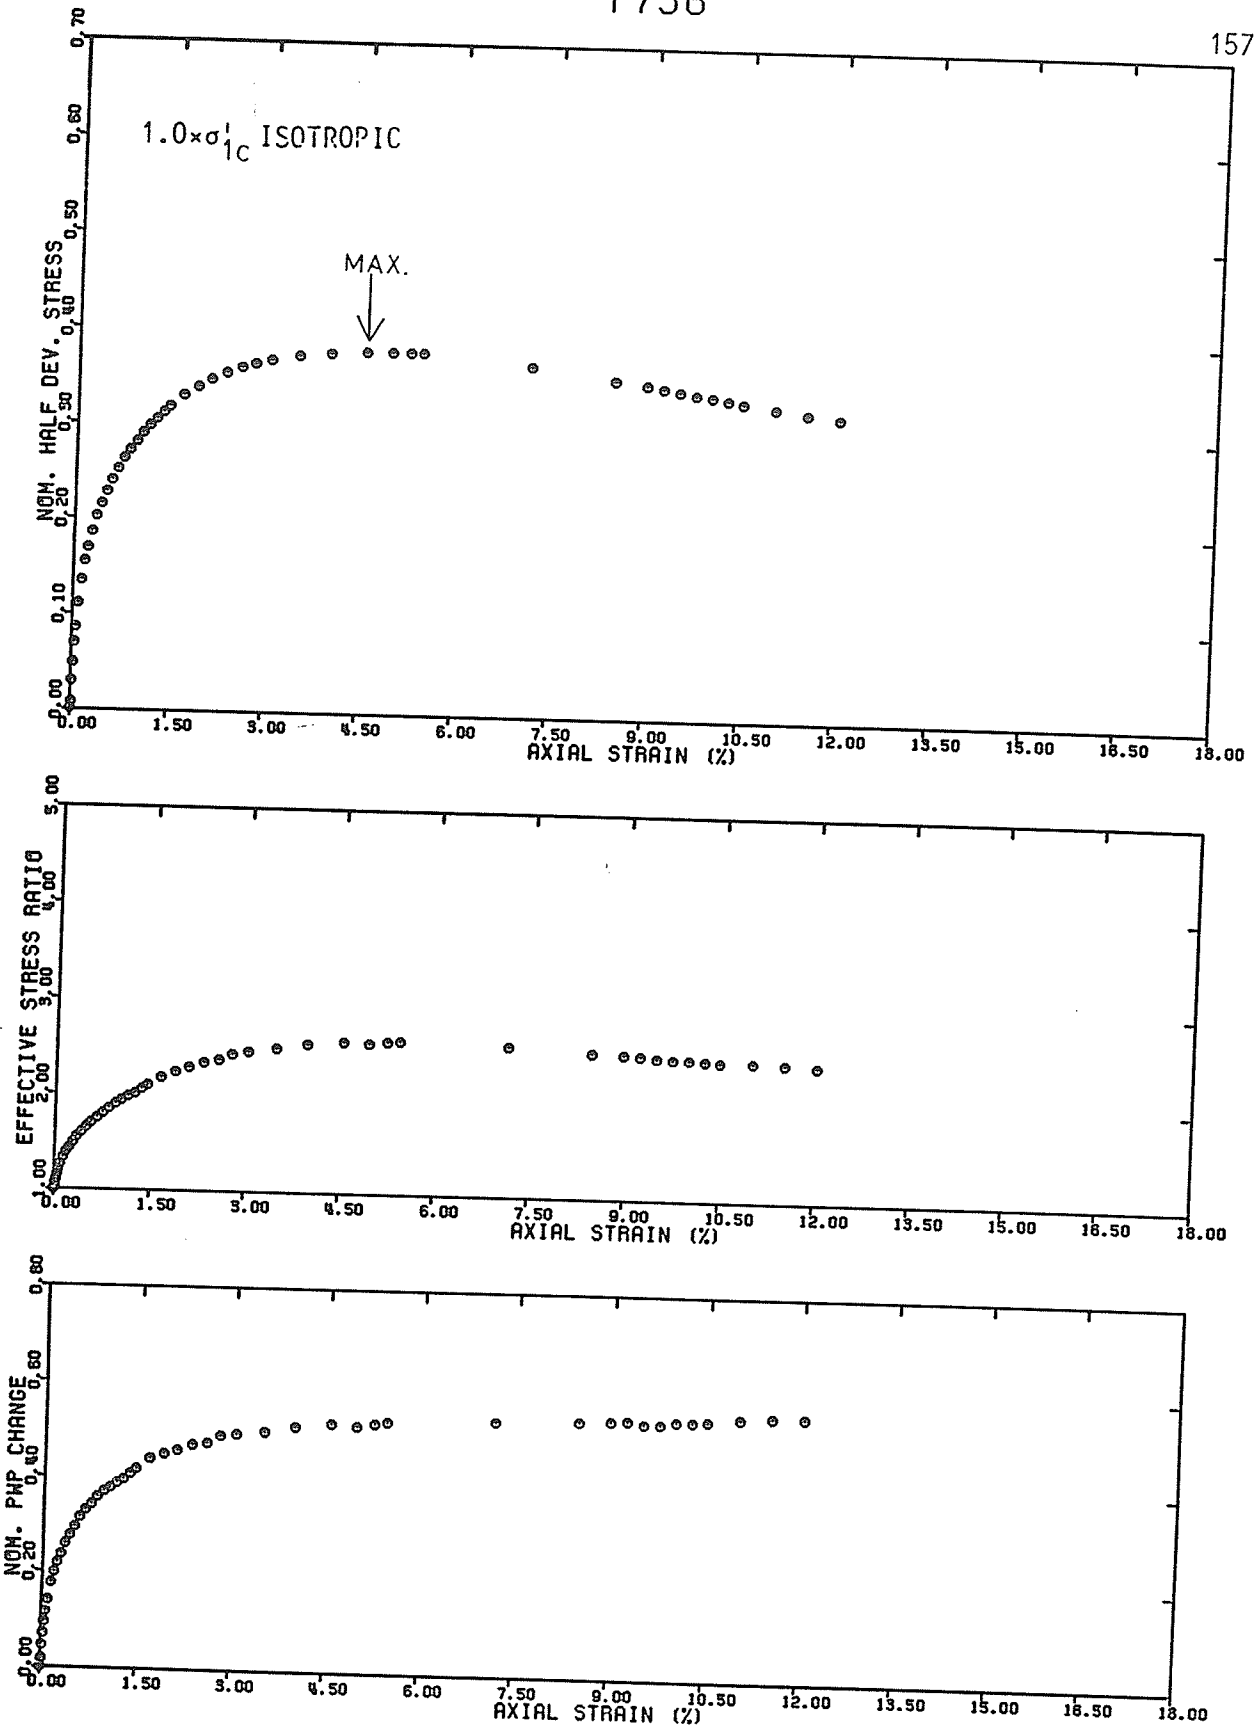 157
0.70
0.60
0.50
0.40
0.30
0.20
0.10
0.00
NOM. HALF DEV. STRESS
1.0×σ'1C ISOTROPIC
MAX.
0.00 1.50 3.00 4.50 6.00 7.50 9.00 10.50 12.00 13.50 15.00 16.50 18.00
AXIAL STRAIN (%)
5.00
4.00
3.00
2.00
1.00
EFFECTIVE STRESS RATIO
0.00 1.50 3.00 4.50 6.00 7.50 9.00 10.50 12.00 13.50 15.00 16.50 18.00
AXIAL STRAIN (%)
0.80
0.60
0.40
0.20
0.00
NOM. PWP CHANGE
0.00 1.50 3.00 4.50 6.00 7.50 9.00 10.50 12.00 13.50 15.00 16.50 18.00
AXIAL STRAIN (%)